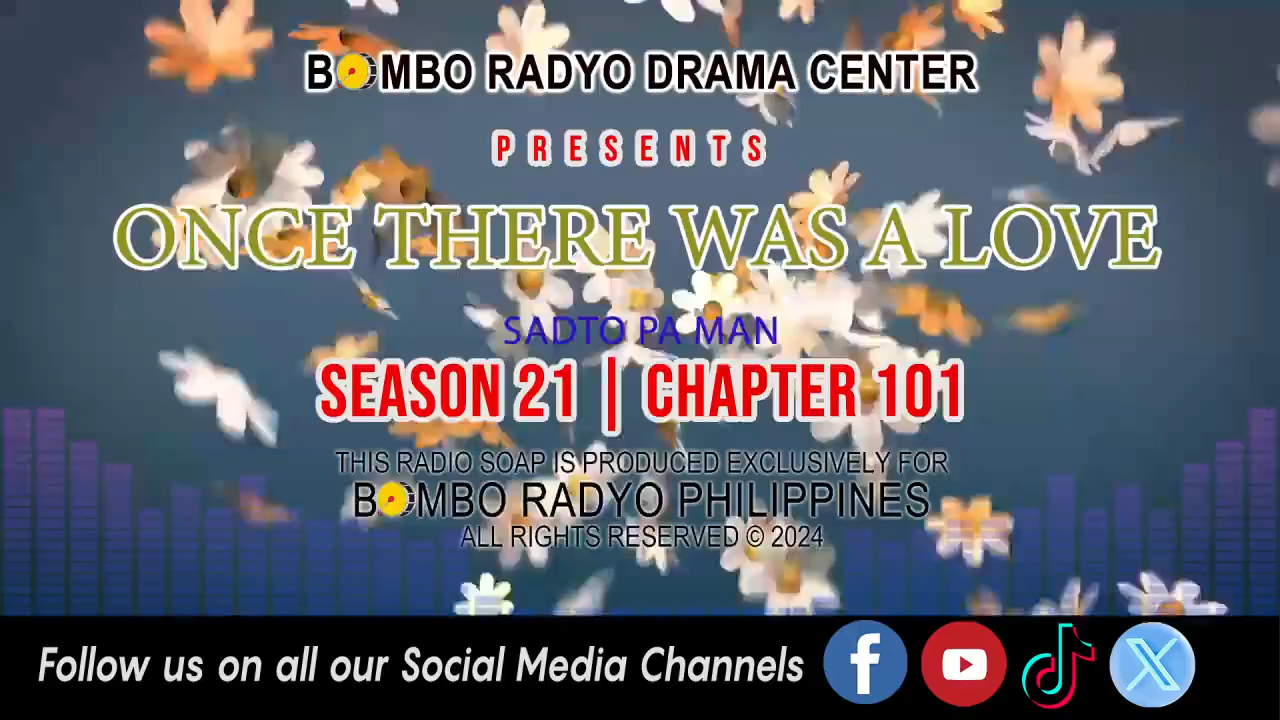 BOMBO RADYO DRAMA CENTER
PRESENTS
ONCE THERE WAS A LOVE
SADTO PA MAN
SEASON 21 | CHAPTER 101
THIS RADIO SOAP IS PRODUCED EXCLUSIVELY FOR
BOMBO RADYO PHILIPPINES
ALL RIGHTS RESERVED © 2024
Follow us on all our Social Media Channels